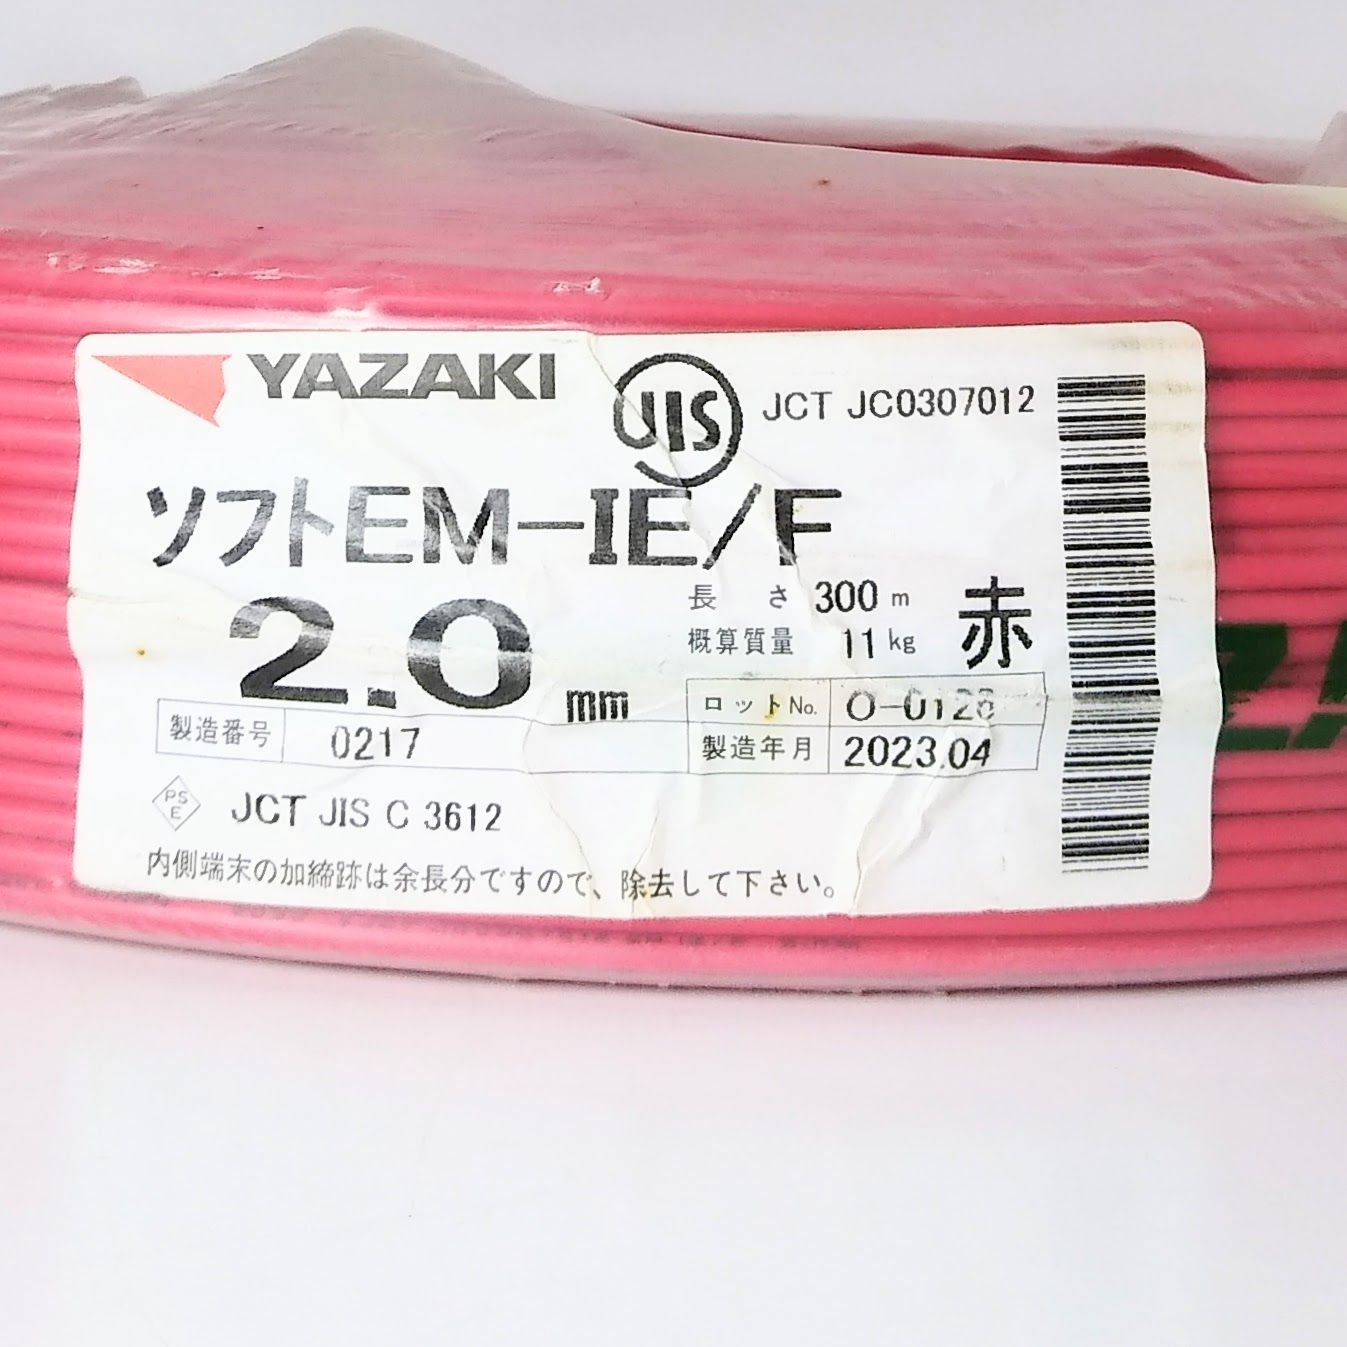 YAZAKI
JIS
JCT JC0307012
ソフトEM-IE/F
2.0 mm
長さ 300 m
概算質量 11 kg
赤
ロットNo. O-0128
製造番号 0217
製造年月 2023.04
PS
E
JCT JIS C 3612
内側端末の加締跡は余長分ですので、除去して下さい。